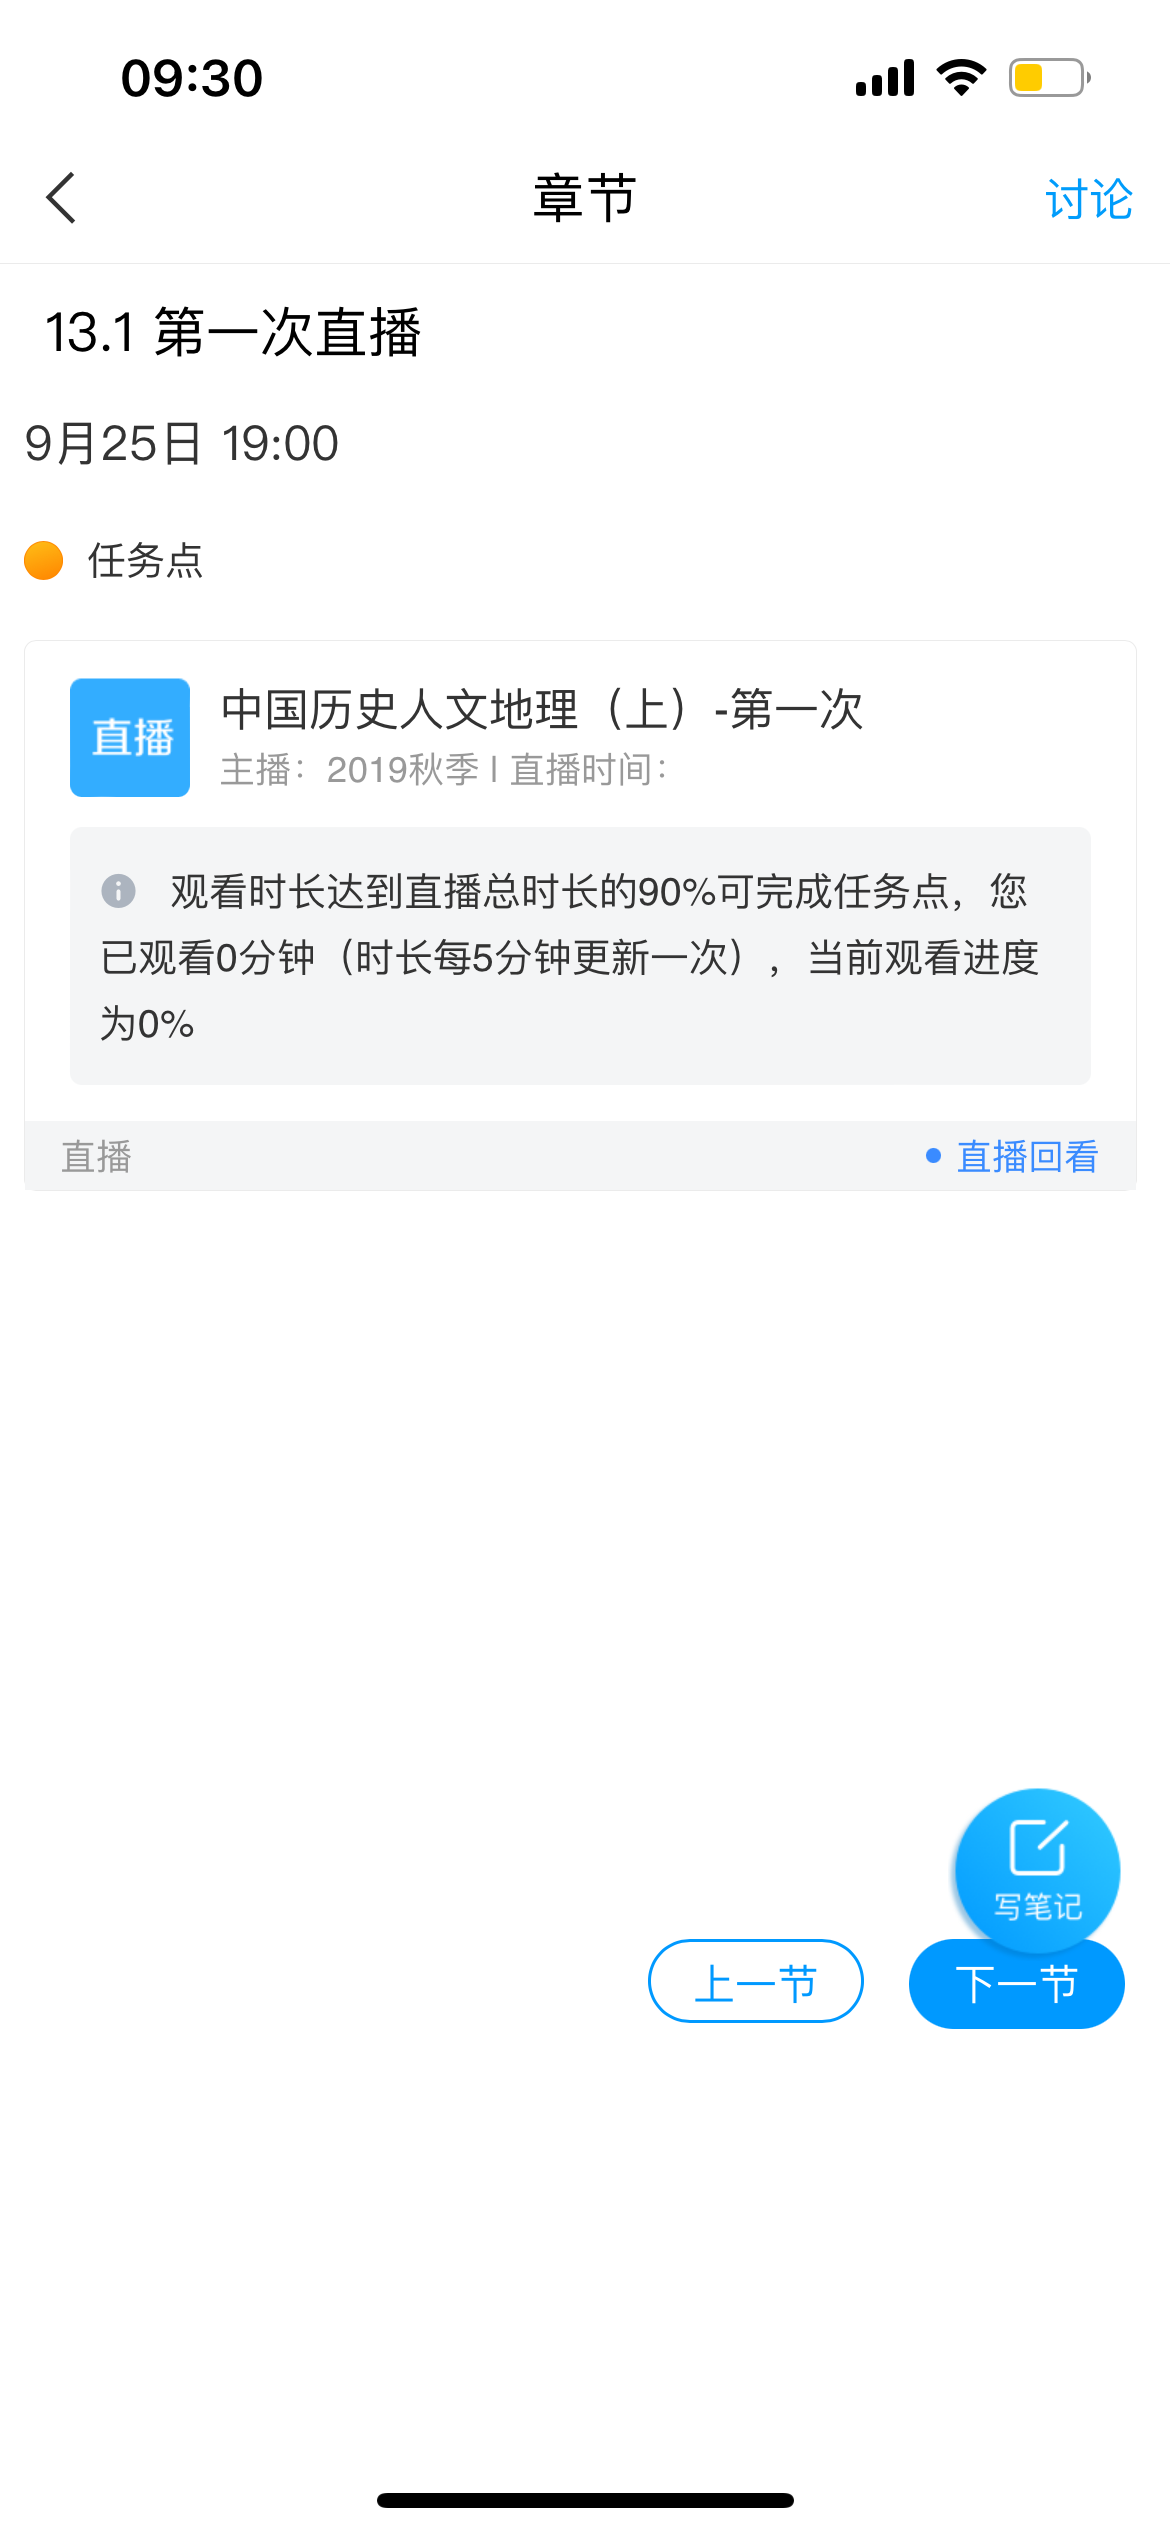 09:30
章节
讨论
13.1 第一次直播
9月25日 19:00
任务点
直播
中国历史人文地理（上）-第一次
主播：2019秋季 | 直播时间：
观看时长达到直播总时长的90%可完成任务点，您
已观看0分钟（时长每5分钟更新一次），当前观看进度
为0%
直播
直播回看
写笔记
上一节
下一节